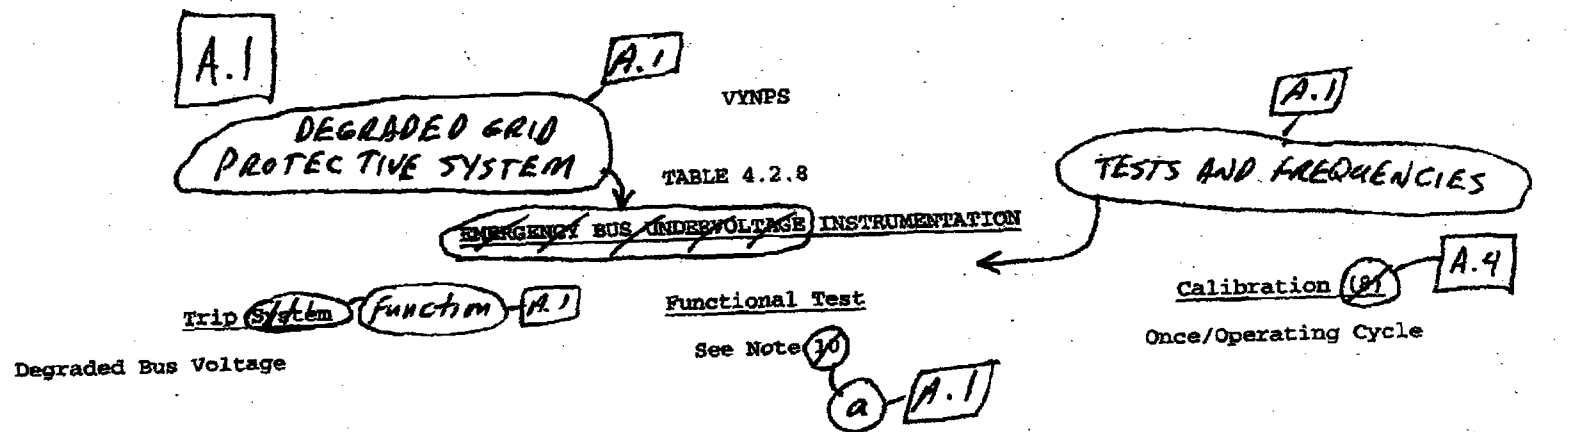 A.1
A.1
VYNPS
A.1
DEGRADED GRID
PROTECTIVE SYSTEM
TABLE 4.2.8
TESTS AND FREQUENCIES
EMERGENCY BUS UNDERVOLTAGE INSTRUMENTATION
Trip System function A.1
Functional Test
Calibration (8) A.4
Degraded Bus Voltage
See Note 10
Once/Operating Cycle
a A.1